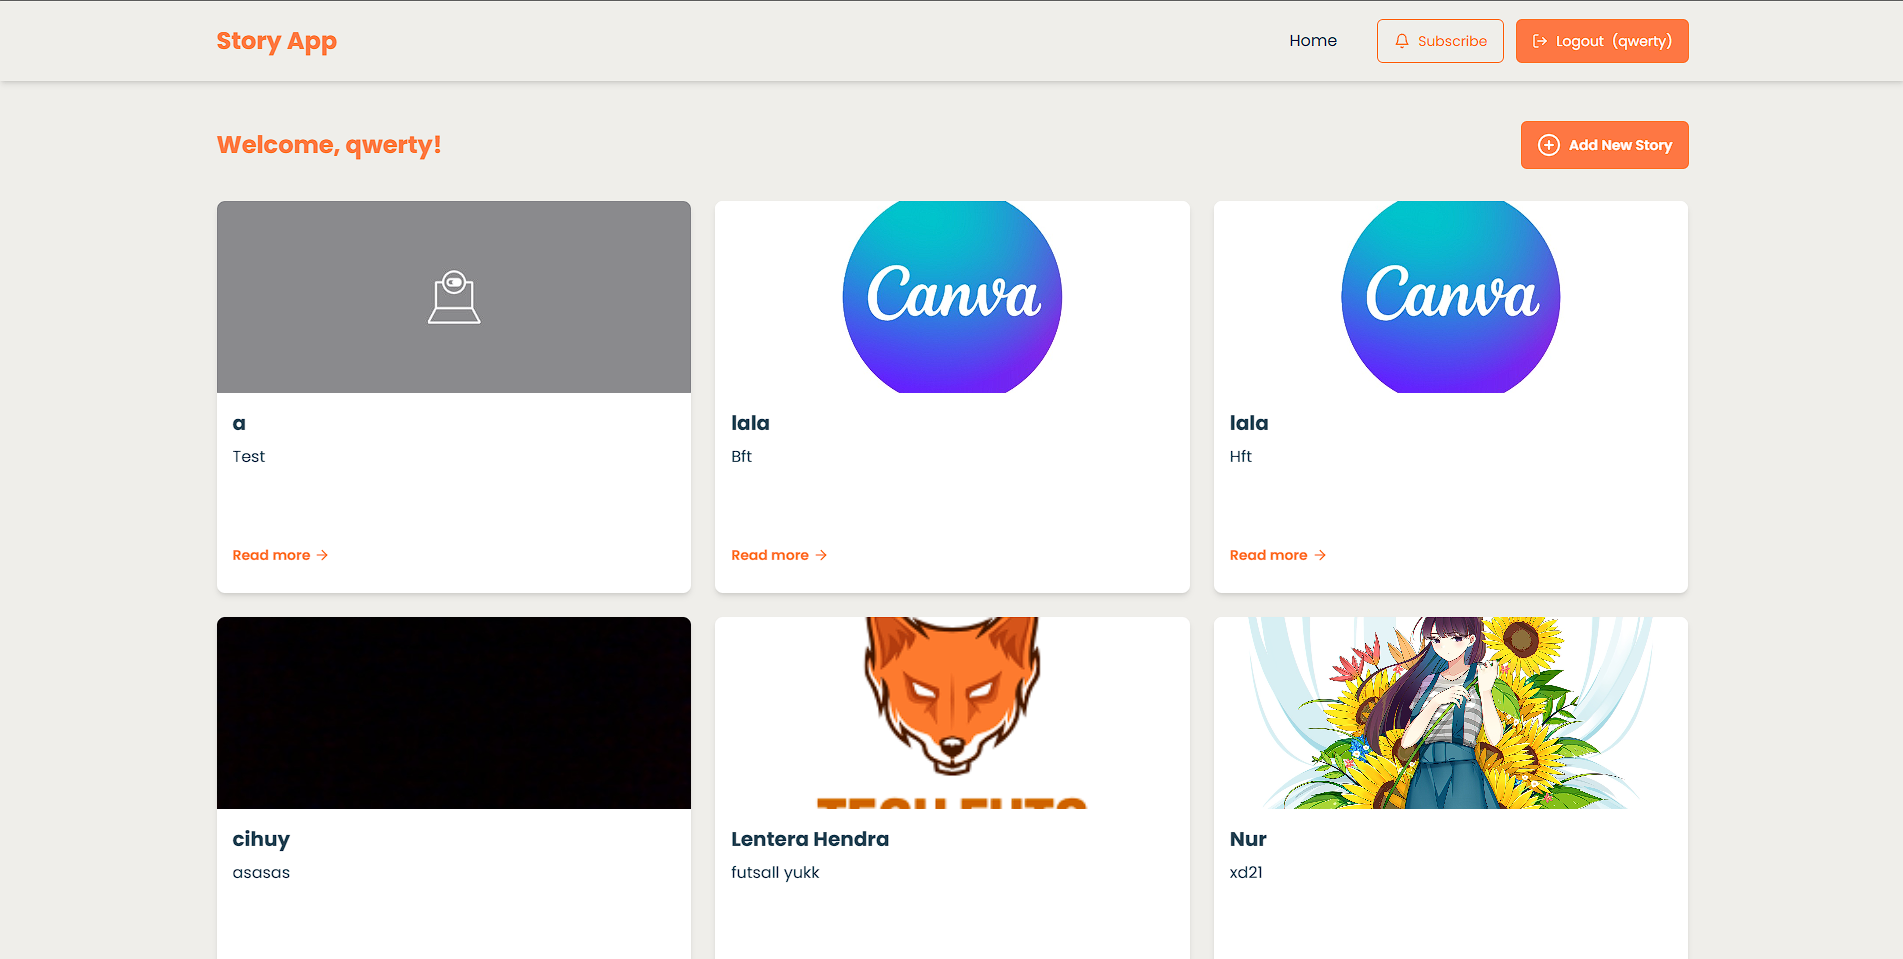 Story App
Home
Subscribe
Logout (qwerty)
Welcome, qwerty!
Add New Story
Canva
Canva
a
lala
lala
Test
Bft
Hft
Read more
Read more
Read more
cihuy
Lentera Hendra
Nur
asasas
futsall yukk
xd21